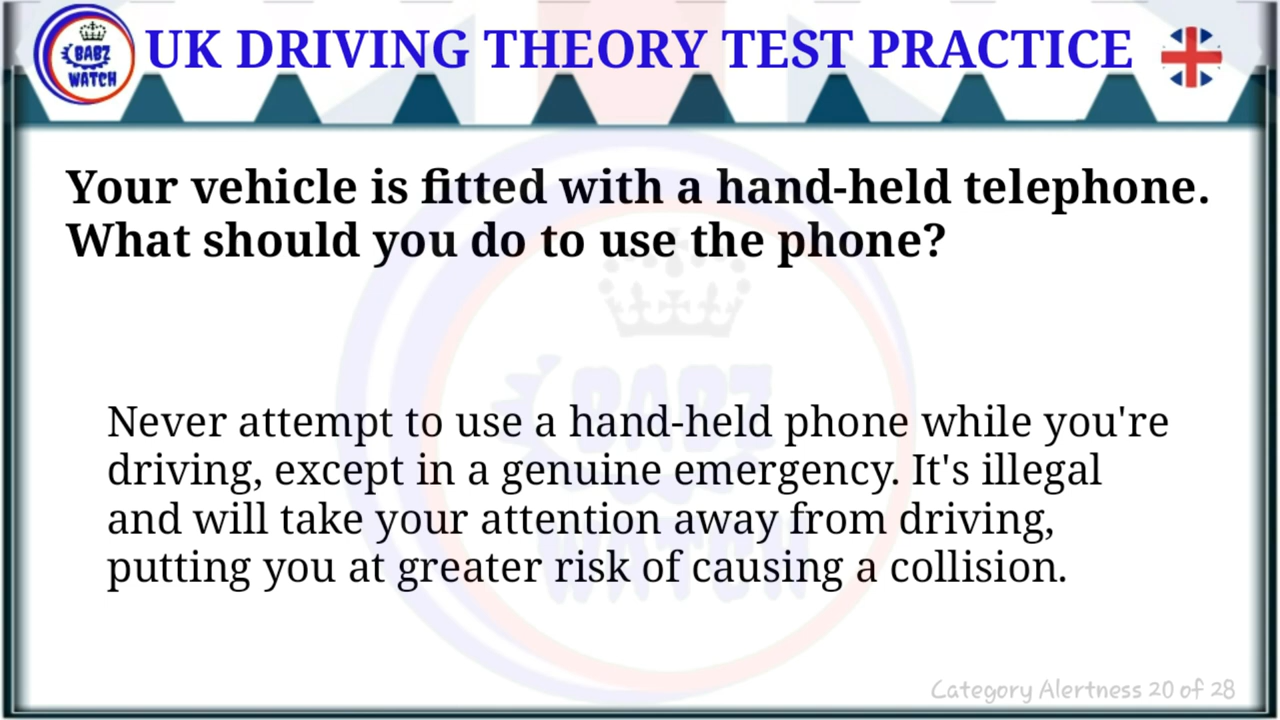 BABZ
WATCH
UK DRIVING THEORY TEST PRACTICE
Your vehicle is fitted with a hand-held telephone.
What should you do to use the phone?
BABZ
WATCH
Never attempt to use a hand-held phone while you're
driving, except in a genuine emergency. It's illegal
and will take your attention away from driving,
putting you at greater risk of causing a collision.
Category Alertness 20 of 28